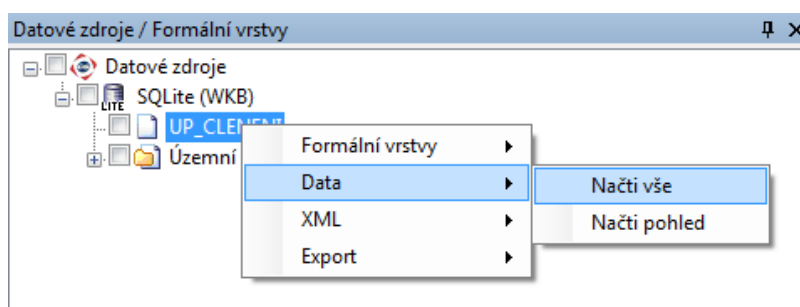 Datové zdroje / Formální vrstvy
Datové zdroje
LITE SQLite (WKB)
UP_CLENENI
Územní
Formální vrstvy
Data
XML
Export
Načti vše
Načti pohled